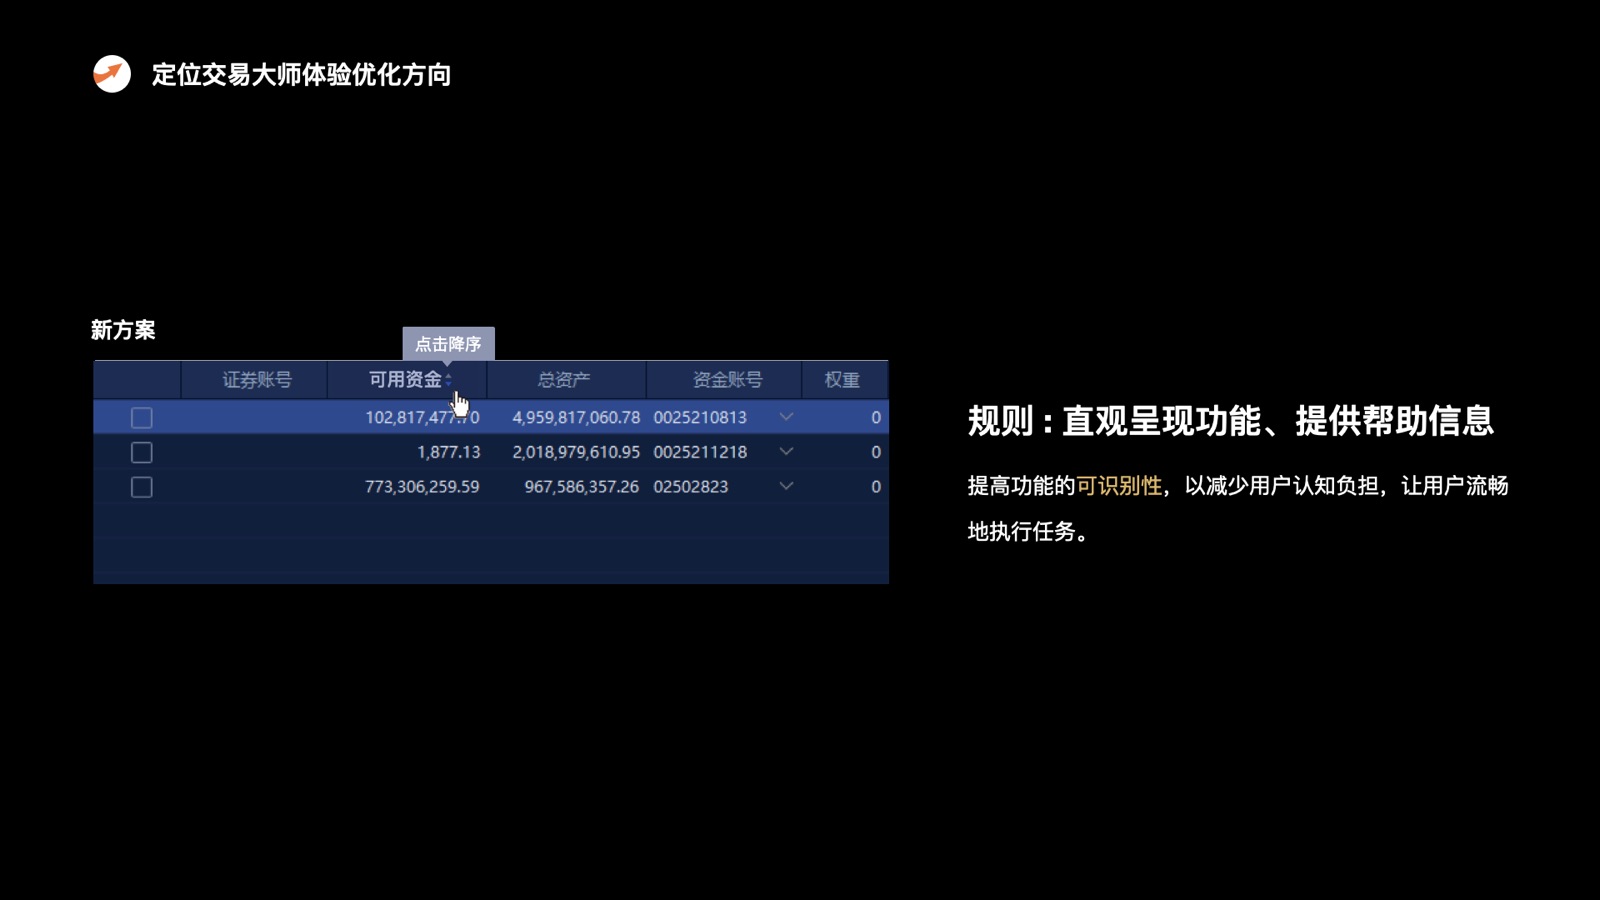 定位交易大师体验优化方向
新方案
点击降序
证券账号 可用资金 总资产 资金账号 权重
102,817,477.70 4,959,817,060.78 0025210813 0
1,877.13 2,018,979,610.95 0025211218 0
773,306,259.59 967,586,357.26 02502823 0
规则：直观呈现功能、提供帮助信息
提高功能的可识别性，以减少用户认知负担，让用户流畅
地执行任务。